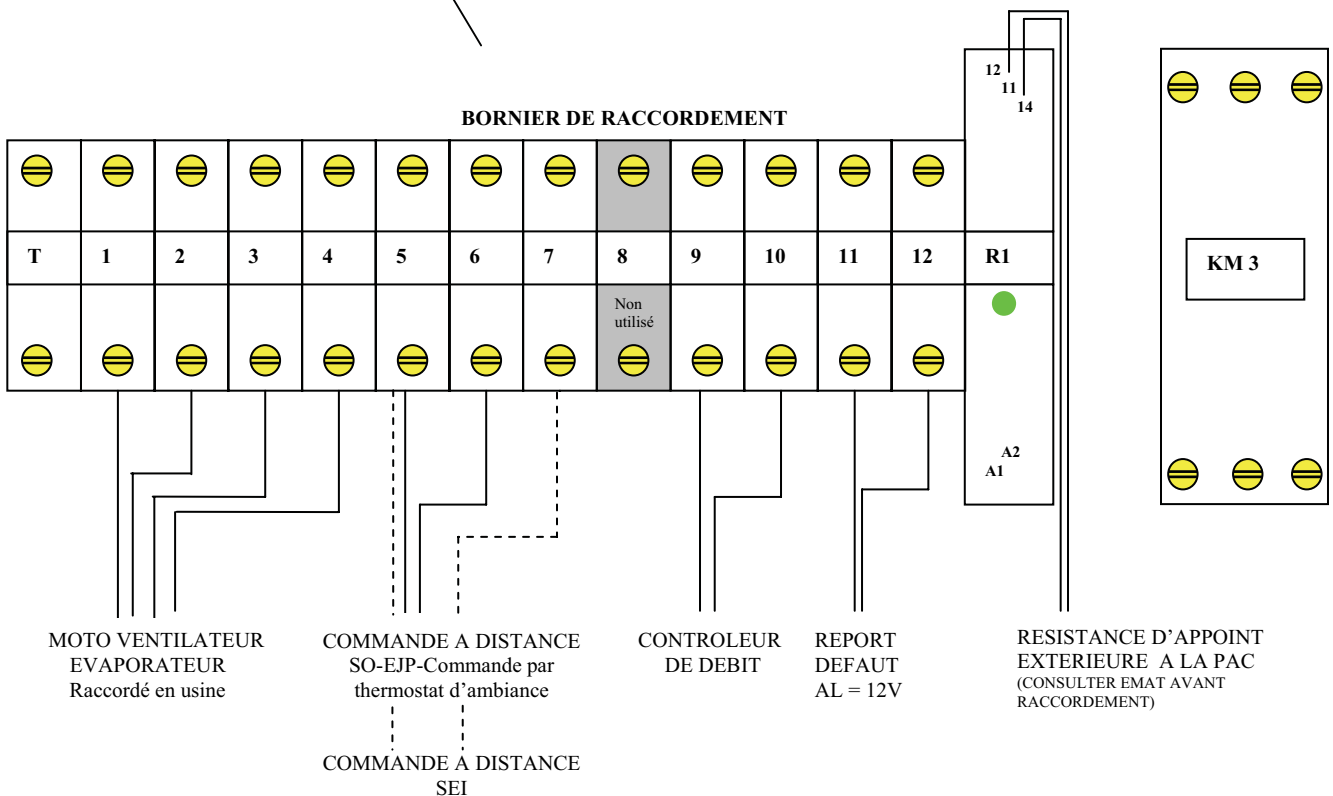 12
11
14
BORNIER DE RACCORDEMENT
T 1 2 3 4 5 6 7 8 9 10 11 12 R1
KM 3
Non
utilisé
A2
A1
MOTO VENTILATEUR
EVAPORATEUR
Raccordé en usine
COMMANDE A DISTANCE
SO-EJP-Commande par
thermostat d’ambiance
COMMANDE A DISTANCE
SEI
CONTROLEUR
DE DEBIT
REPORT
DEFAUT
AL = 12V
RESISTANCE D’APPOINT
EXTERIEURE A LA PAC
(CONSULTER EMAT AVANT
RACCORDEMENT)